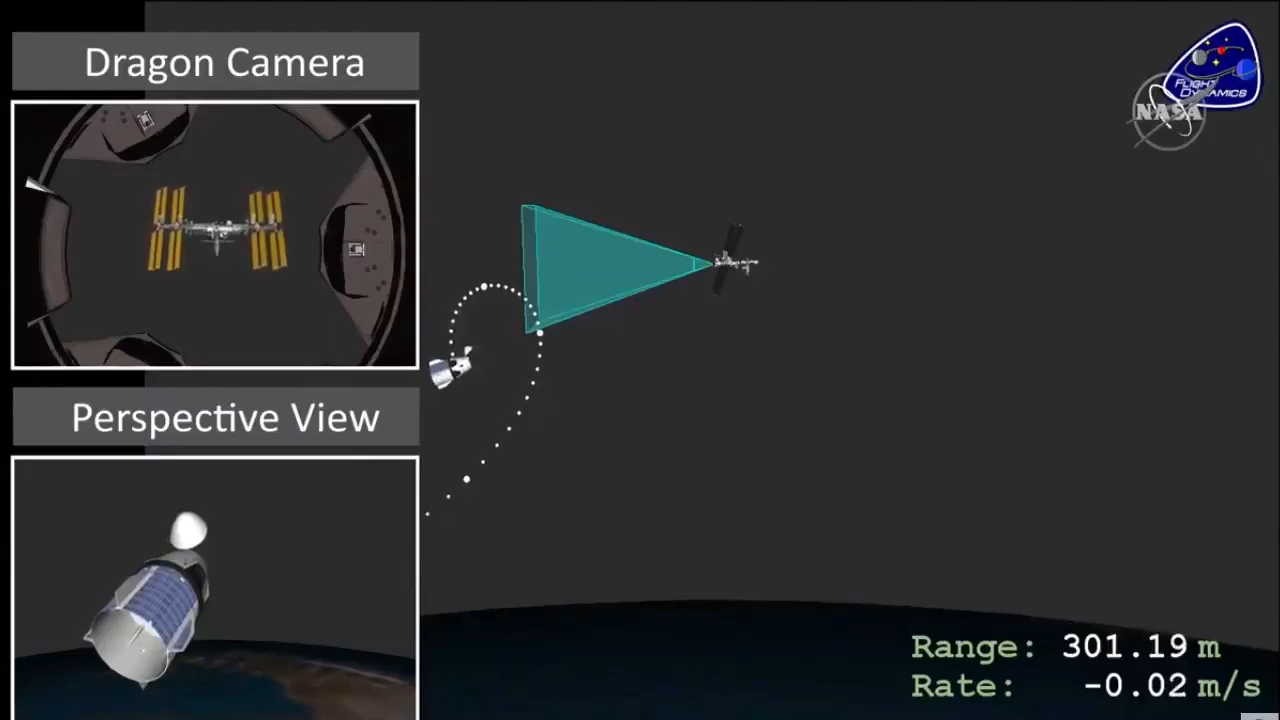 Dragon Camera
FLIGHT
DYNAMICS
NASA
Perspective View
Range: 301.19 m
Rate: -0.02 m/s